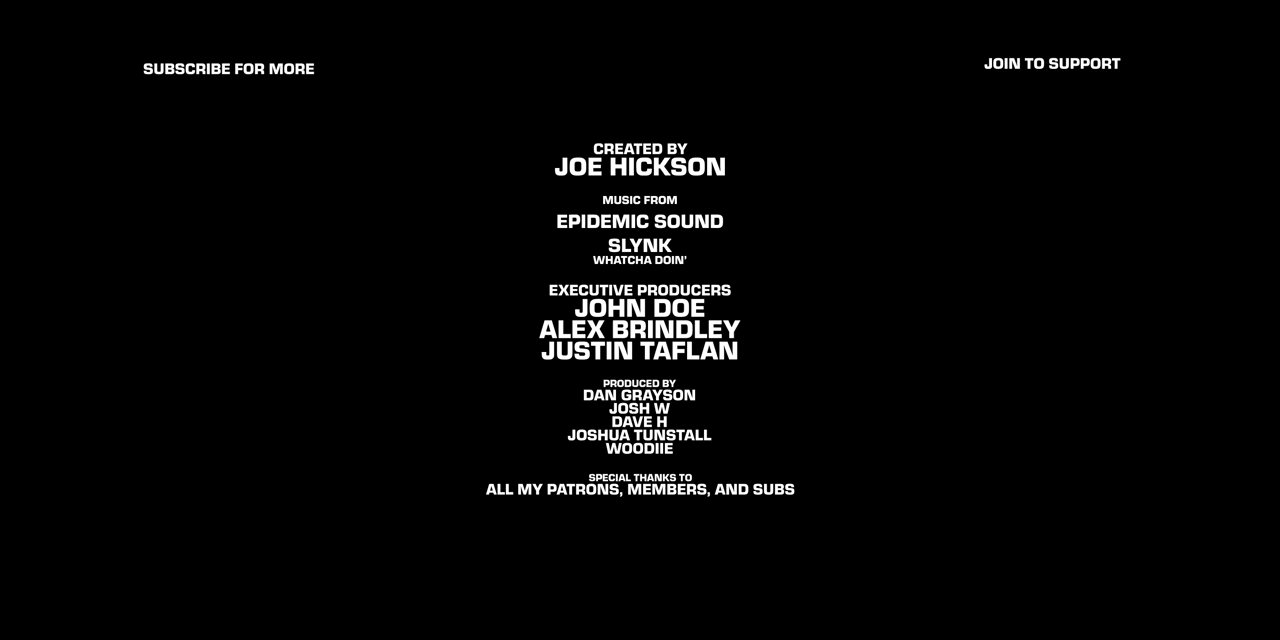 SUBSCRIBE FOR MORE
JOIN TO SUPPORT
CREATED BY
JOE HICKSON
MUSIC FROM
EPIDEMIC SOUND
SLYNK
WHATCHA DOIN'
EXECUTIVE PRODUCERS
JOHN DOE
ALEX BRINDLEY
JUSTIN TAFLAN
PRODUCED BY
DAN GRAYSON
JOSH W
DAVE H
JOSHUA TUNSTALL
WOODIIE
SPECIAL THANKS TO
ALL MY PATRONS, MEMBERS, AND SUBS